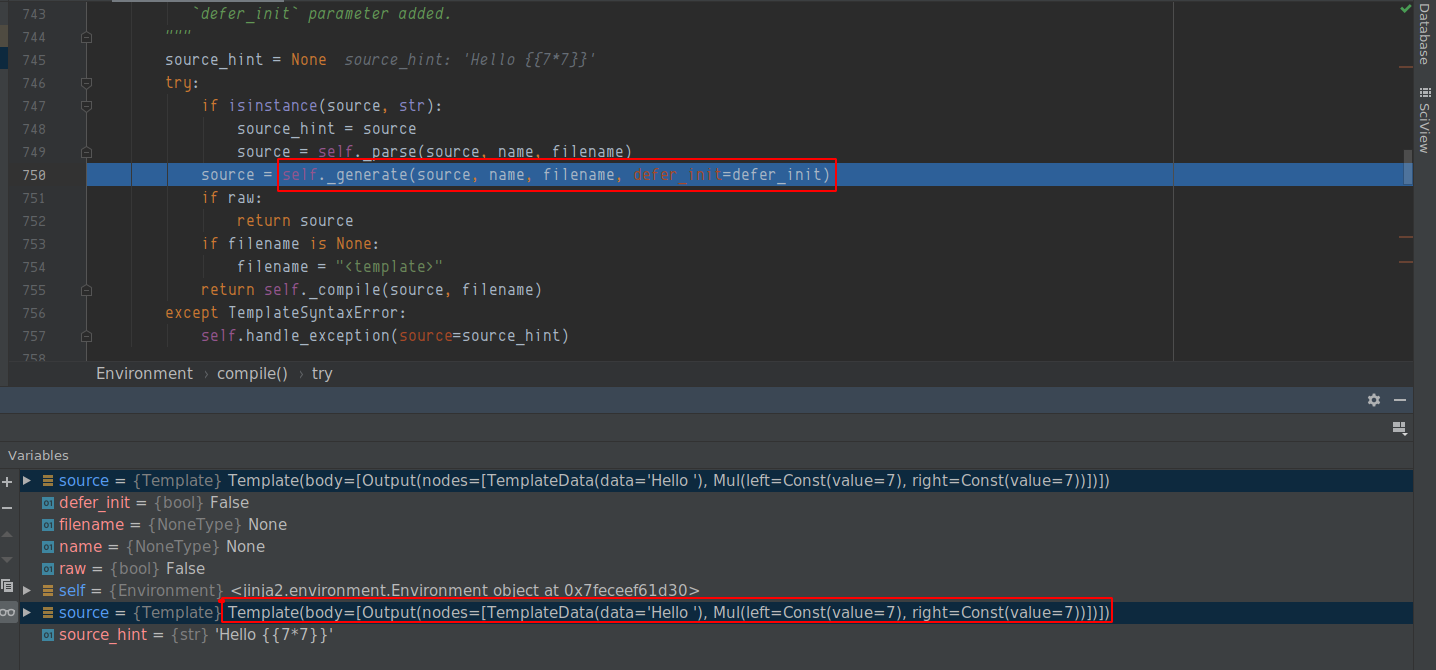 743 `defer_init` parameter added.
744 """
745 source_hint = None source_hint: 'Hello {{7*7}}'
746 try:
747 if isinstance(source, str):
748 source_hint = source
749 source = self._parse(source, name, filename)
750 source = self._generate(source, name, filename, defer_init=defer_init)
751 if raw:
752 return source
753 if filename is None:
754 filename = "<template>"
755 return self._compile(source, filename)
756 except TemplateSyntaxError:
757 self.handle_exception(source=source_hint)
758
Database
SciView
Environment › compile() › try
Variables
source = {Template} Template(body=[Output(nodes=[TemplateData(data='Hello '), Mul(left=Const(value=7), right=Const(value=7))])])
01 defer_init = {bool} False
01 filename = {NoneType} None
01 name = {NoneType} None
01 raw = {bool} False
self = {Environment} <jinja2.environment.Environment object at 0x7feceef61d30>
source = {Template} Template(body=[Output(nodes=[TemplateData(data='Hello '), Mul(left=Const(value=7), right=Const(value=7))])])
01 source_hint = {str} 'Hello {{7*7}}'